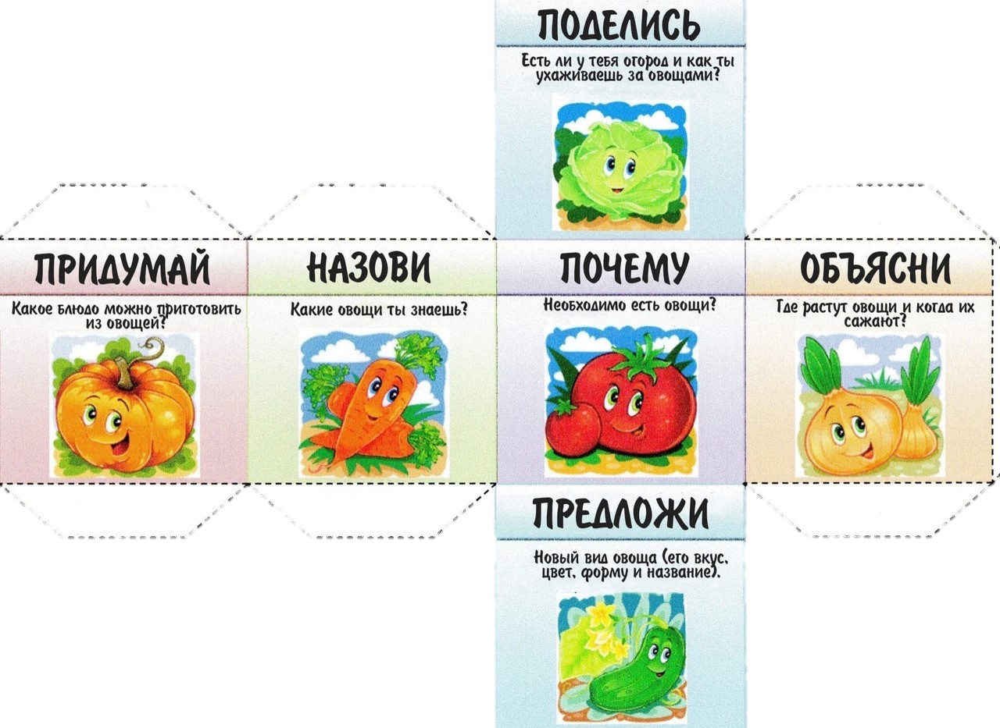 ПОДЕЛИСЬ
Есть ли у тебя огород и как ты
ухаживаешь за овощами?
ПРИДУМАЙ
Какое блюдо можно приготовить
из овощей?
НАЗОВИ
Какие овощи ты знаешь?
ПОЧЕМУ
Необходимо есть овощи?
ОБЪЯСНИ
Где растут овощи и когда их
сажают?
ПРЕДЛОЖИ
Новый вид овоща (его вкус,
цвет, форму и название).